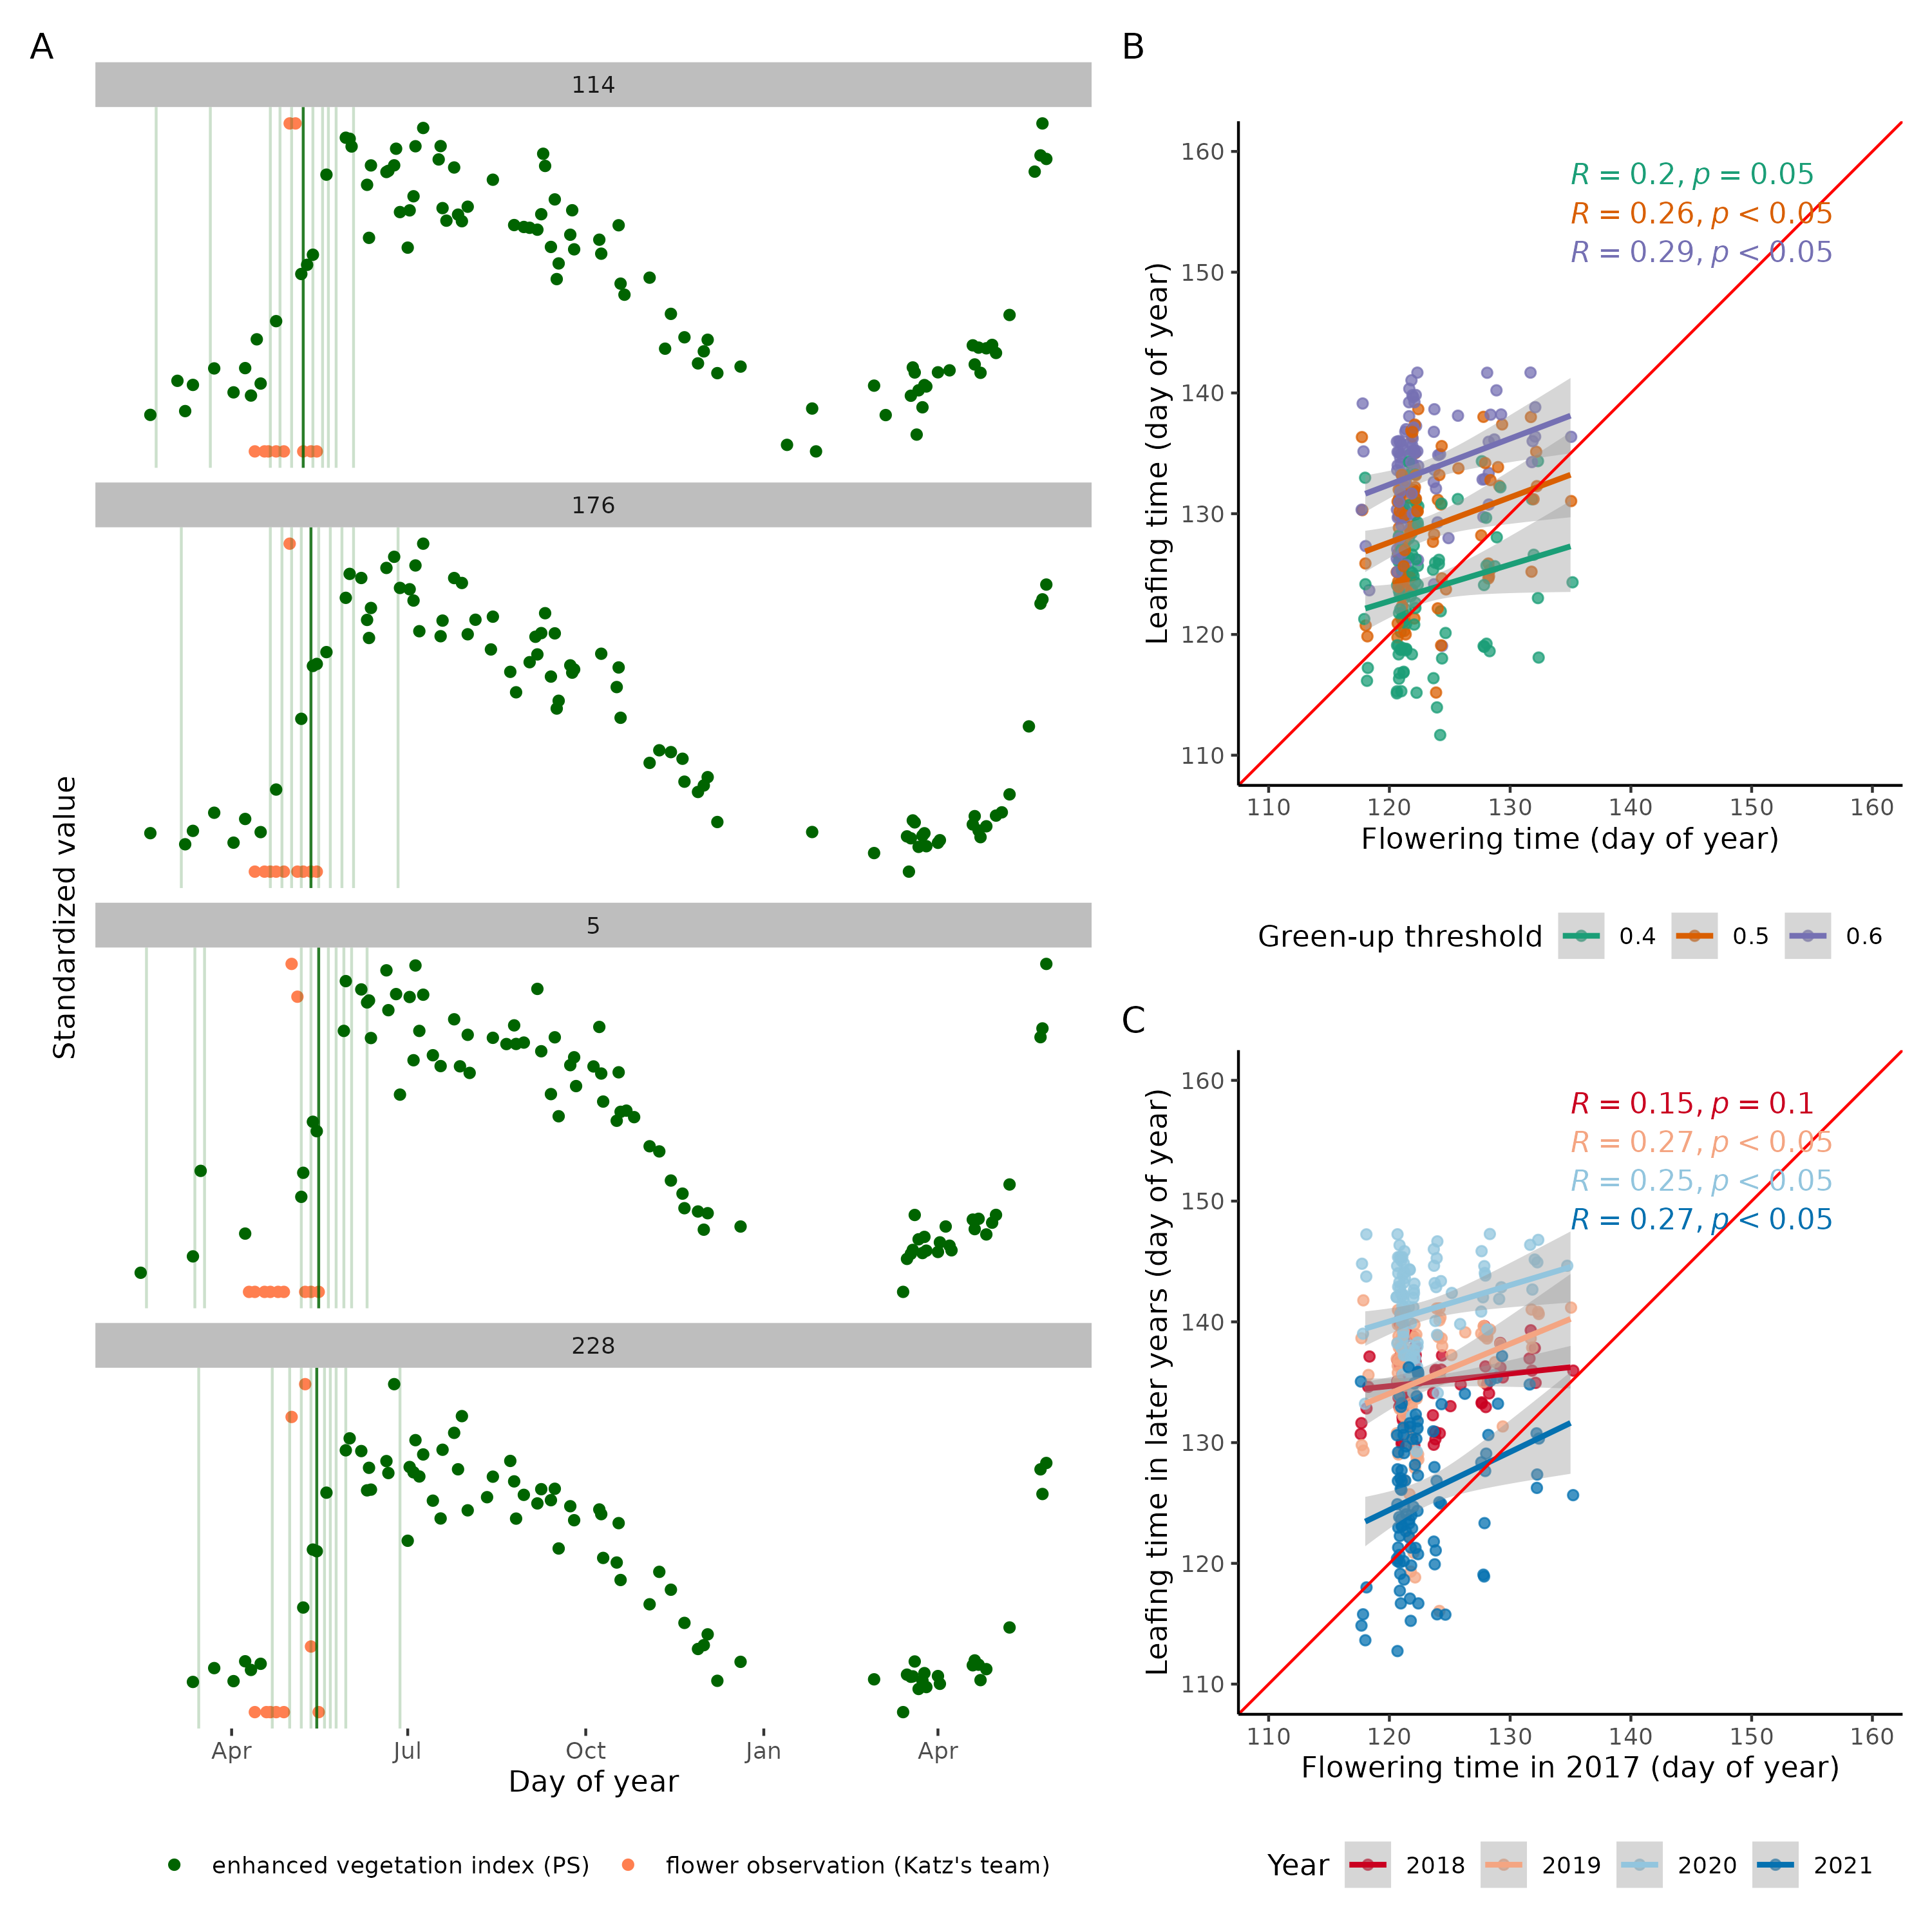 A
114
176
5
228
Standardized value
Apr Jul Oct Jan Apr
Day of year
enhanced vegetation index (PS) flower observation (Katz's team)
B
R = 0.2, p = 0.05
R = 0.26, p < 0.05
R = 0.29, p < 0.05
160
150
140
130
120
110
Leafing time (day of year)
110 120 130 140 150 160
Flowering time (day of year)
Green-up threshold 0.4 0.5 0.6
C
R = 0.15, p = 0.1
R = 0.27, p < 0.05
R = 0.25, p < 0.05
R = 0.27, p < 0.05
160
150
140
130
120
110
Leafing time in later years (day of year)
110 120 130 140 150 160
Flowering time in 2017 (day of year)
Year 2018 2019 2020 2021